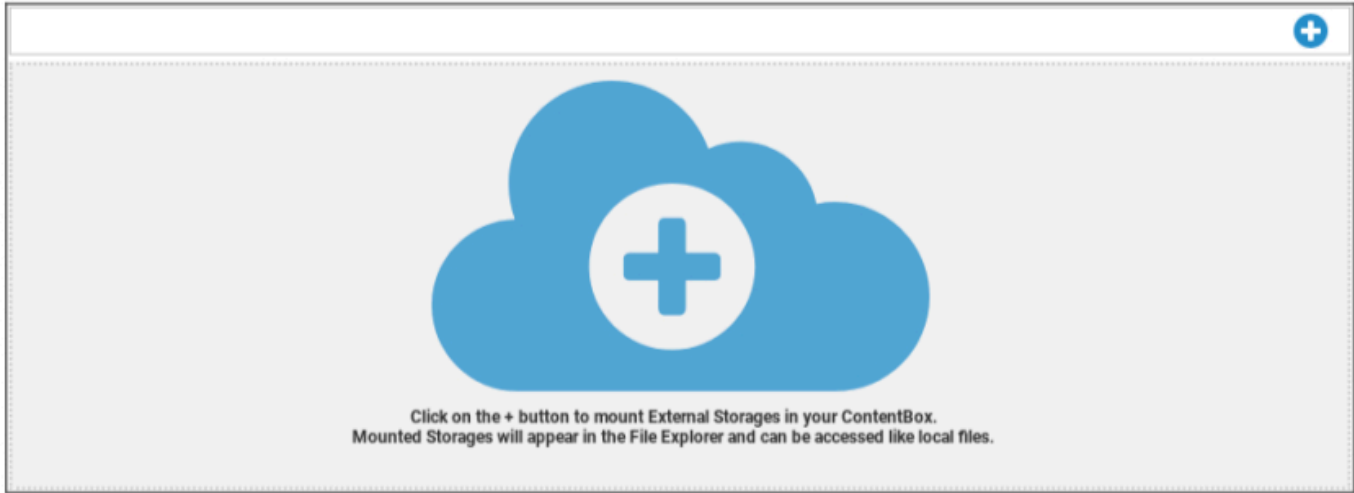 Click on the + button to mount External Storages in your ContentBox.
Mounted Storages will appear in the File Explorer and can be accessed like local files.